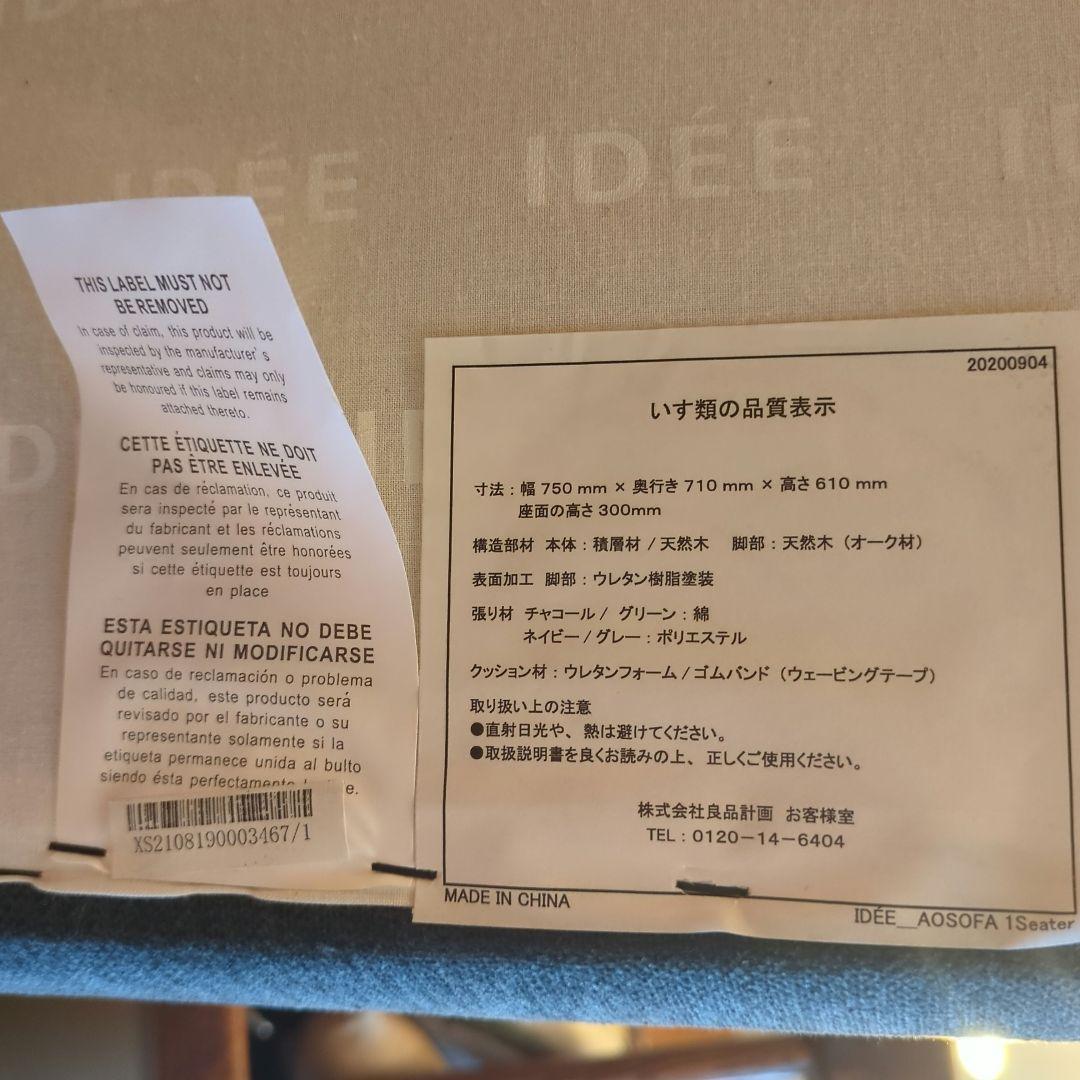 IDÉE
IDÉE
THIS LABEL MUST NOT
BE REMOVED
In case of claim, this product will be
inspected by the manufacturer's
representative and claims may only
be honoured if this label remains
attached thereto.
CETTE ÉTIQUETTE NE DOIT
PAS ÊTRE ENLEVÉE
En cas de réclamation, ce produit
sera inspecté par le représentant
du fabricant et les réclamations
peuvent seulement être honorées
si cette étiquette est toujours
en place
ESTA ESTIQUETA NO DEBE
QUITARSE NI MODIFICARSE
En caso de reclamación o problema
de calidad, este producto será
revisado por el fabricante o su
representante solamente si la
etiqueta permanece unida al bulto
siendo ésta perfectamente
XS2108190003467/1
20200904
いす類の品質表示
寸法：幅 750 mm × 奥行き 710 mm × 高さ 610 mm
座面の高さ 300mm
構造部材 本体：積層材 / 天然木 脚部：天然木（オーク材）
表面加工 脚部：ウレタン樹脂塗装
張り材 チャコール / グリーン：綿
ネイビー / グレー：ポリエステル
クッション材：ウレタンフォーム / ゴムバンド（ウェービングテープ）
取り扱い上の注意
●直射日光や、熱は避けてください。
●取扱説明書を良くお読みの上、正しくご使用ください。
株式会社良品計画 お客様室
TEL：0120－14－6404
MADE IN CHINA
IDÉE__AOSOFA 1Seater